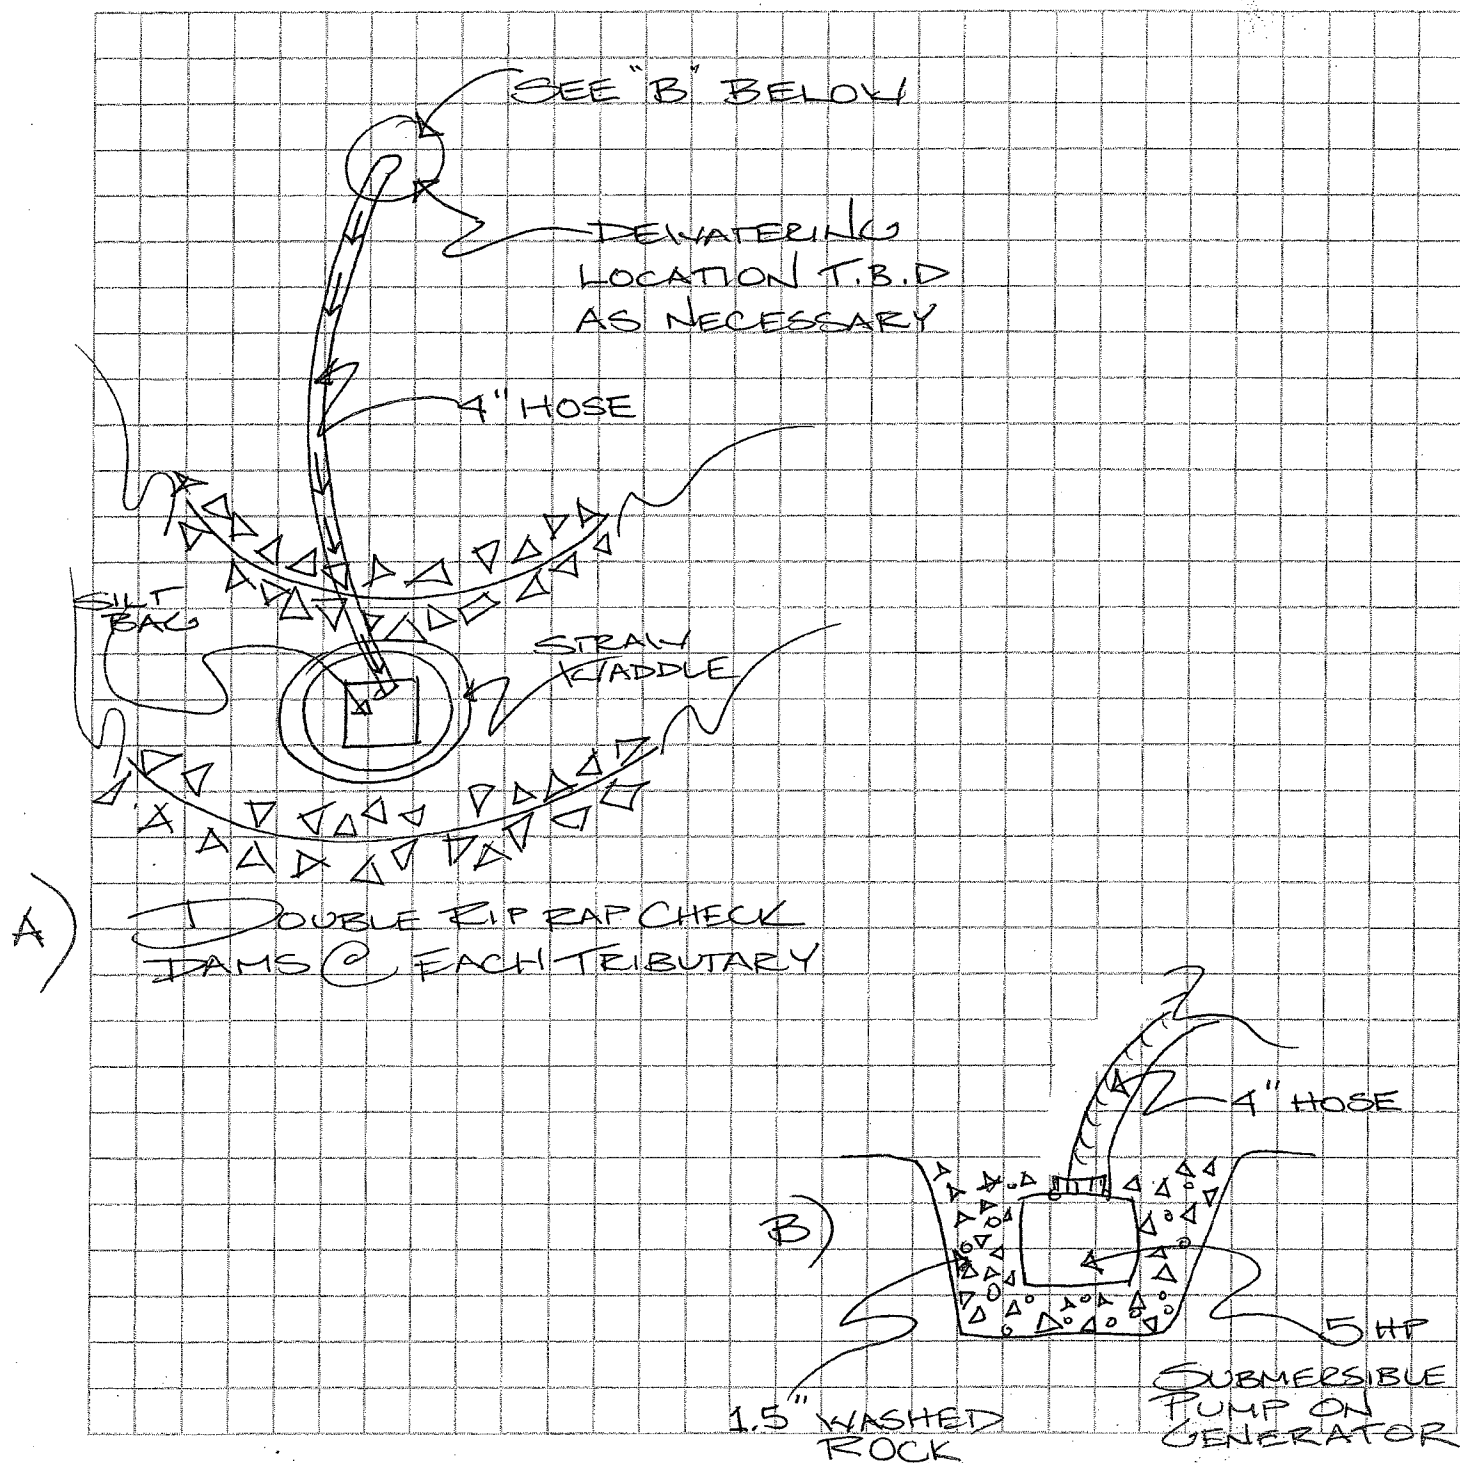 SEE "B" BELOW
DEWATERING
LOCATION T.B.D
AS NECESSARY
4" HOSE
SILT
BAG
STRAW
WADDLE
A) DOUBLE RIP RAP CHECK
DAMS @ EACH TRIBUTARY
4" HOSE
B)
5 HP
SUBMERSIBLE
PUMP ON
GENERATOR
1.5" WASHED
ROCK